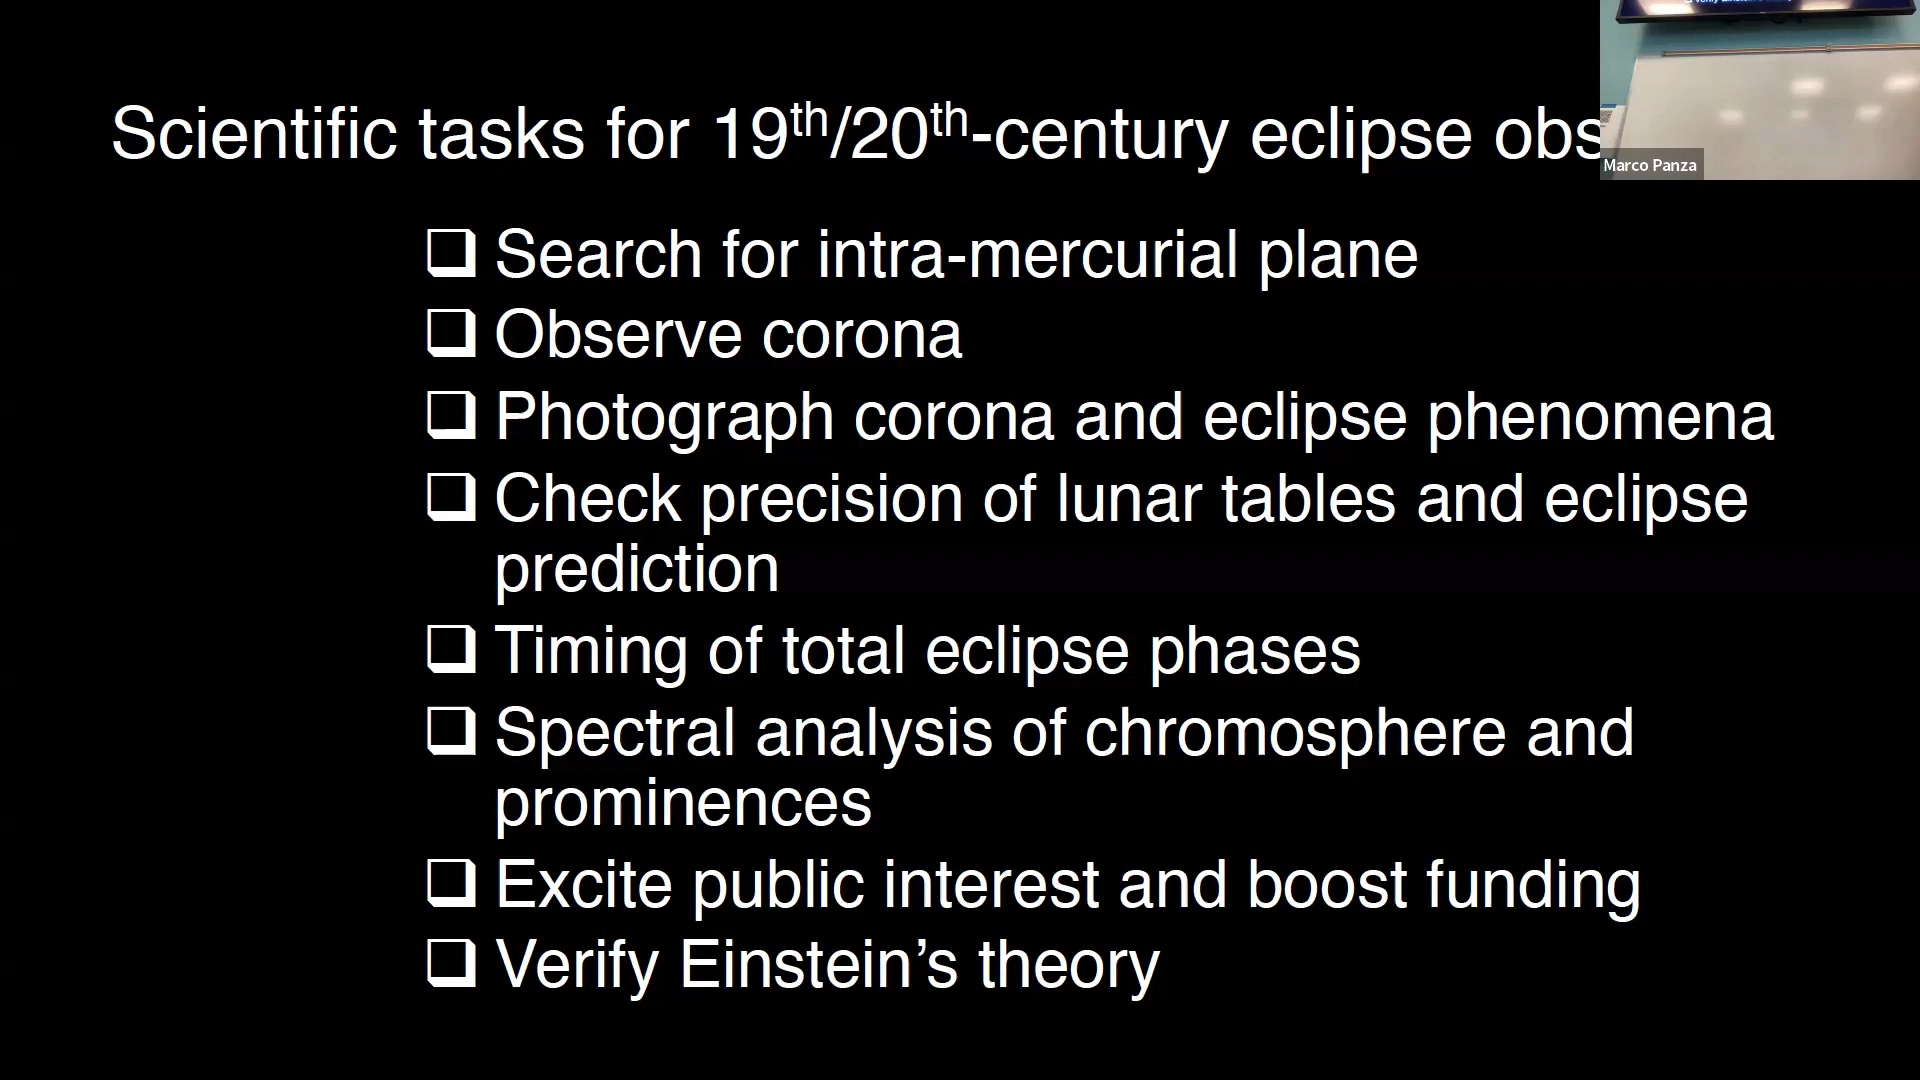 Scientific tasks for 19th/20th-century eclipse obs
Marco Panza
❑ Search for intra-mercurial plane
❑ Observe corona
❑ Photograph corona and eclipse phenomena
❑ Check precision of lunar tables and eclipse
prediction
❑ Timing of total eclipse phases
❑ Spectral analysis of chromosphere and
prominences
❑ Excite public interest and boost funding
❑ Verify Einstein’s theory